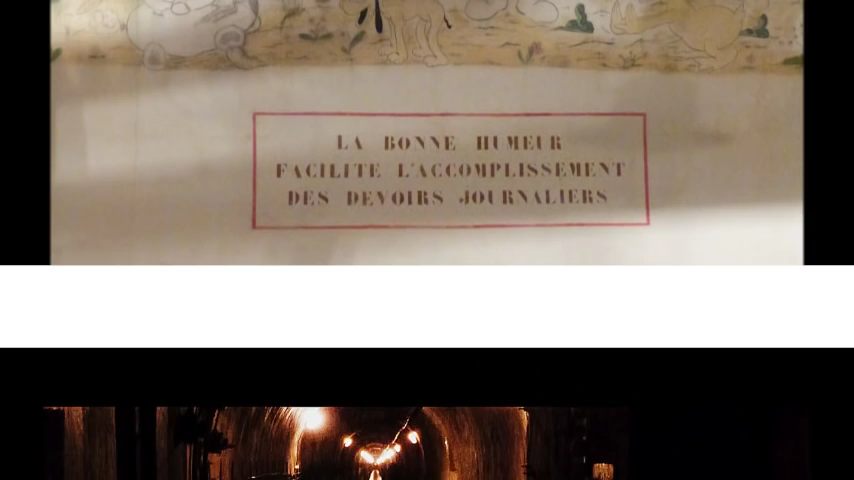 LA BONNE HUMEUR
FACILITE L'ACCOMPLISSEMENT
DES DEVOIRS JOURNALIERS